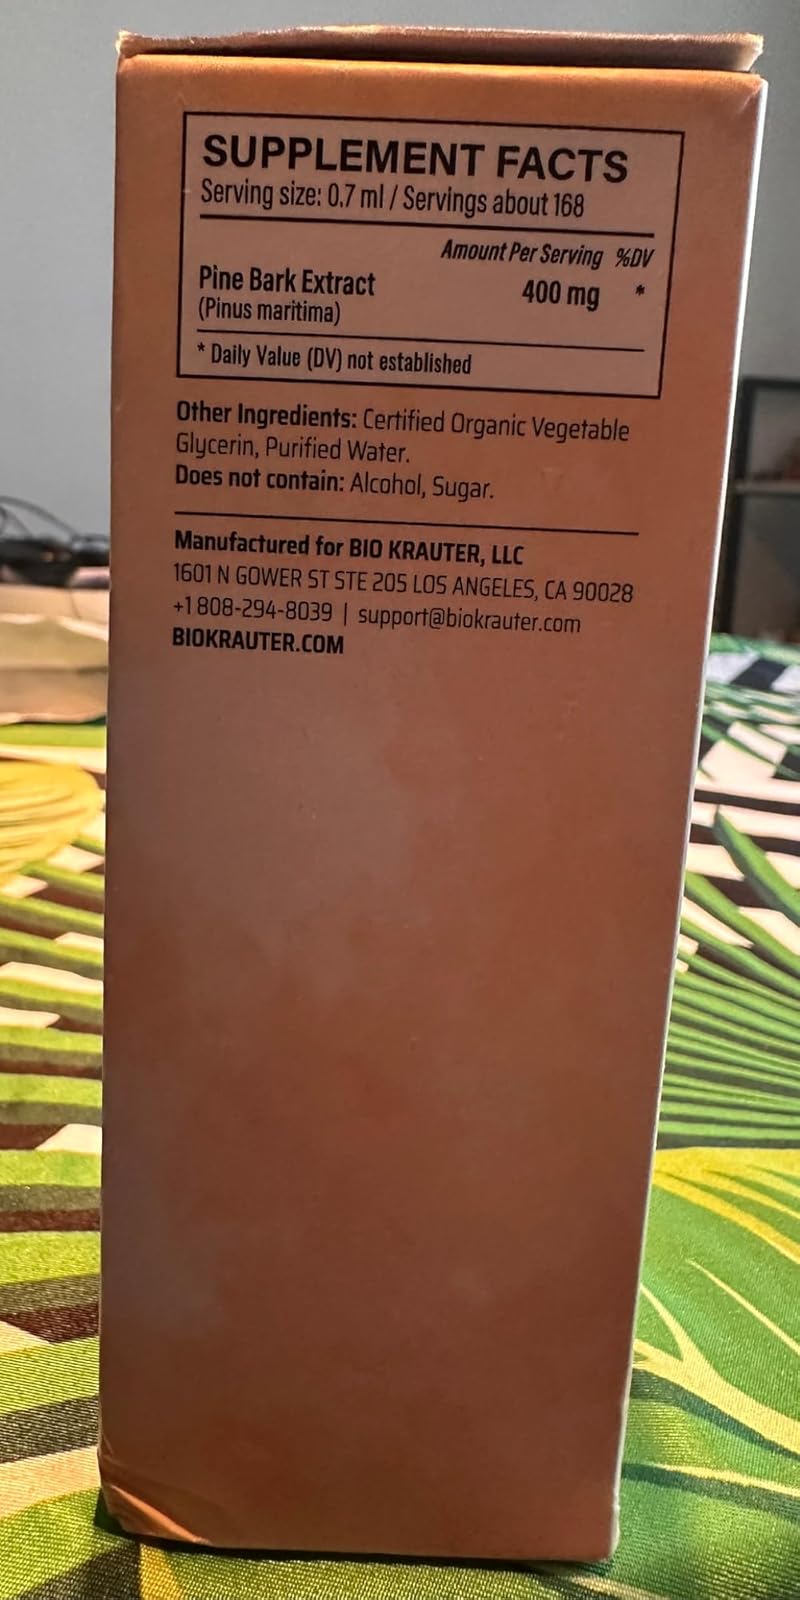 SUPPLEMENT FACTS
Serving size: 0.7 ml / Servings about 168
Amount Per Serving %DV
Pine Bark Extract 400 mg *
(Pinus maritima)
* Daily Value (DV) not established
Other Ingredients: Certified Organic Vegetable
Glycerin, Purified Water.
Does not contain: Alcohol, Sugar.
Manufactured for BIO KRAUTER, LLC
1601 N GOWER ST STE 205 LOS ANGELES, CA 90028
+1 808-294-8039 | support@biokrauter.com
BIOKRAUTER.COM